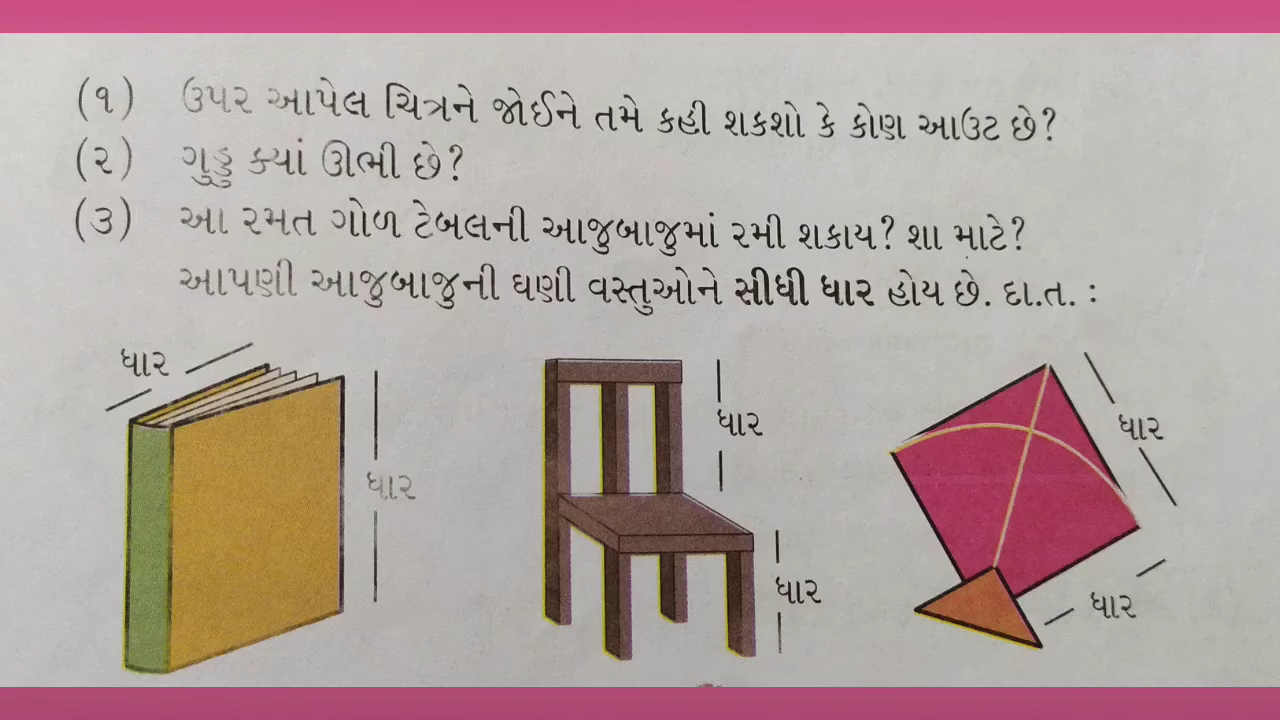 (૧) ઉપર આપેલ ચિત્રને જોઈને તમે કહી શકશો કે કોણ આઉટ છે?
(૨) ગુડ્ડુ ક્યાં ઊભી છે?
(૩) આ રમત ગોળ ટેબલની આજુબાજુમાં રમી શકાય? શા માટે?
આપણી આજુબાજુની ઘણી વસ્તુઓને સીધી ધાર હોય છે. દા.ત. :
ધાર
ધાર
ધાર
ધાર
ધાર
ધાર